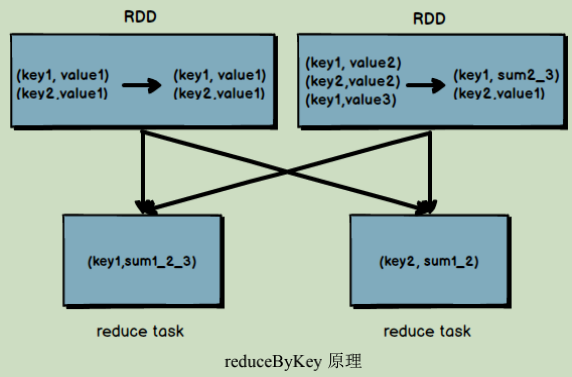 RDD
RDD
(key1, value1)
(key2,value1)
(key1, value1)
(key2,value1)
(key1, value2)
(key2,value2)
(key1,value3)
(key1, sum2_3)
(key2,value1)
(key1,sum1_2_3)
(key2, sum1_2)
reduce task
reduce task
reduceByKey 原理